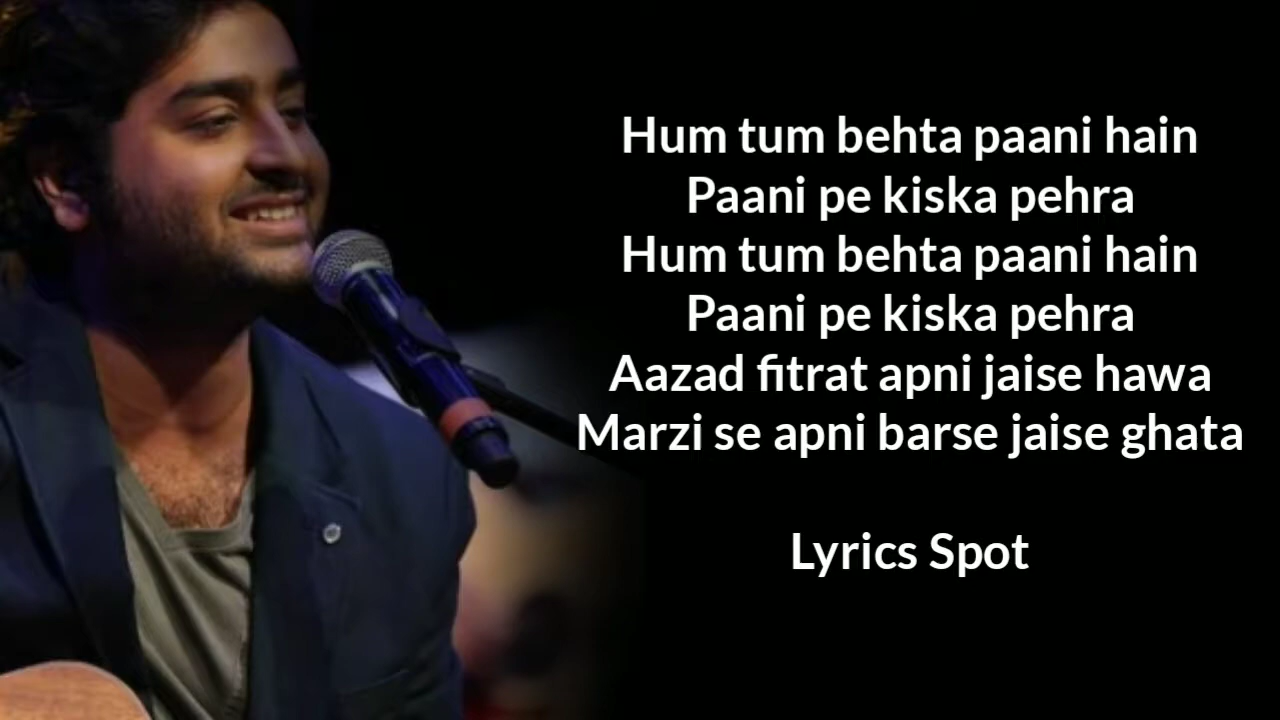 Hum tum behta paani hain
Paani pe kiska pehra
Hum tum behta paani hain
Paani pe kiska pehra
Aazad fitrat apni jaise hawa
Marzi se apni barse jaise ghata
Lyrics Spot